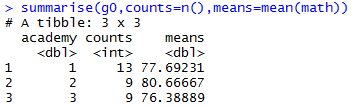 > summarise(g0,counts=n(),means=mean(math))
# A tibble: 3 x 3
academy counts means
<dbl> <int> <dbl>
1 1 13 77.69231
2 2 9 80.66667
3 3 9 76.38889